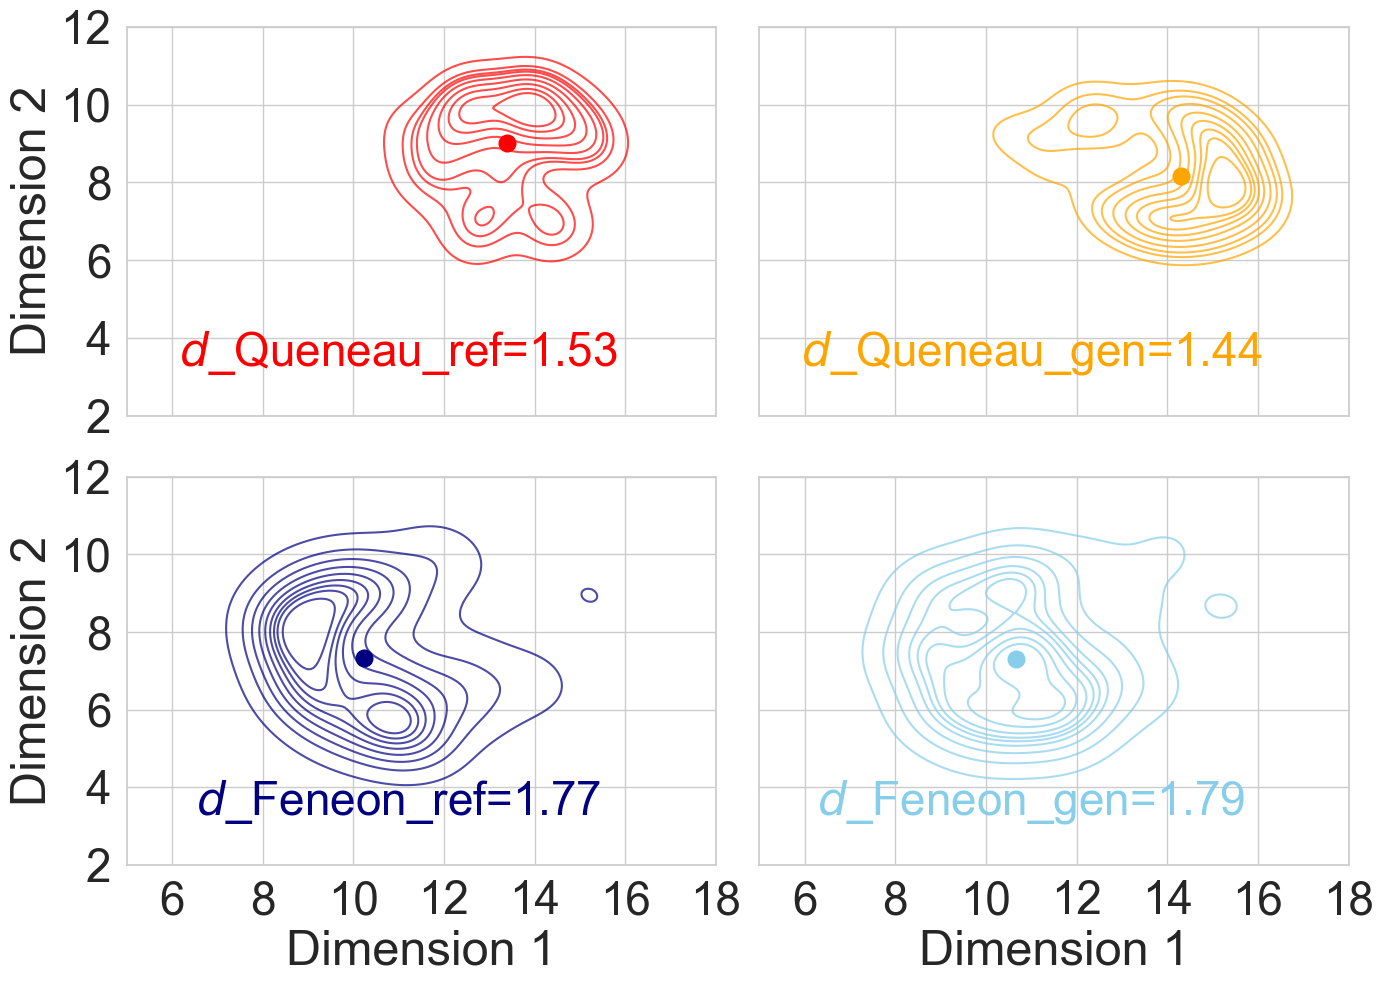 12
10
8
6
4
2
Dimension 2
d_Queneau_ref=1.53
d_Queneau_gen=1.44
12
10
8
6
4
2
Dimension 2
d_Feneon_ref=1.77
d_Feneon_gen=1.79
6 8 10 12 14 16 18
6 8 10 12 14 16 18
Dimension 1
Dimension 1